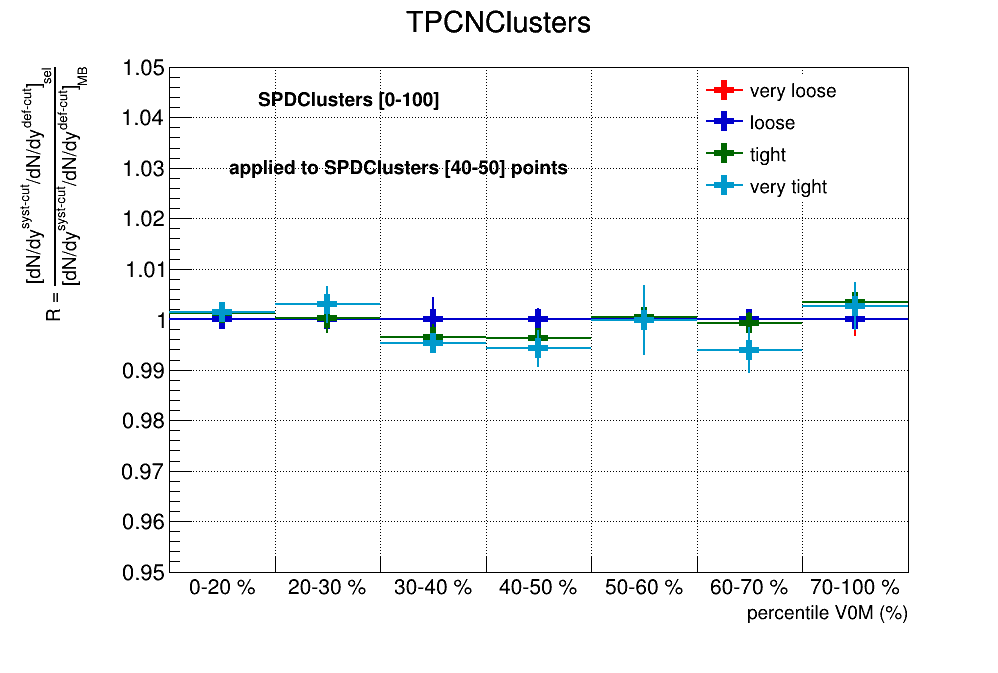 TPCNClusters
R = [dN/dy^syst-cut/dN/dy^def-cut]_sel
[dN/dy^syst-cut/dN/dy^def-cut]_MB
1.05
1.04
1.03
1.02
1.01
1
0.99
0.98
0.97
0.96
0.95
SPDClusters [0-100]
applied to SPDClusters [40-50] points
very loose
loose
tight
very tight
0-20 % 20-30 % 30-40 % 40-50 % 50-60 % 60-70 % 70-100 %
percentile V0M (%)